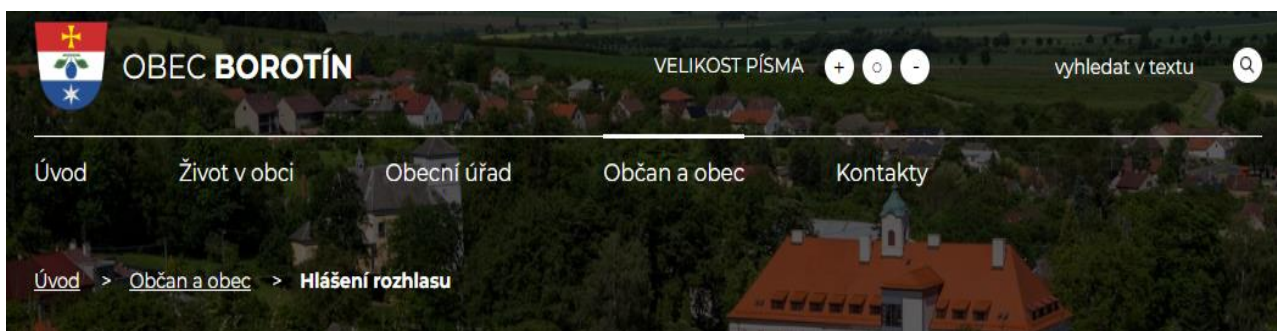 OBEC BOROTÍN
VELIKOST PÍSMA + ○ -
vyhledat v textu
Úvod Život v obci Obecní úřad Občan a obec Kontakty
Úvod > Občan a obec > Hlášení rozhlasu